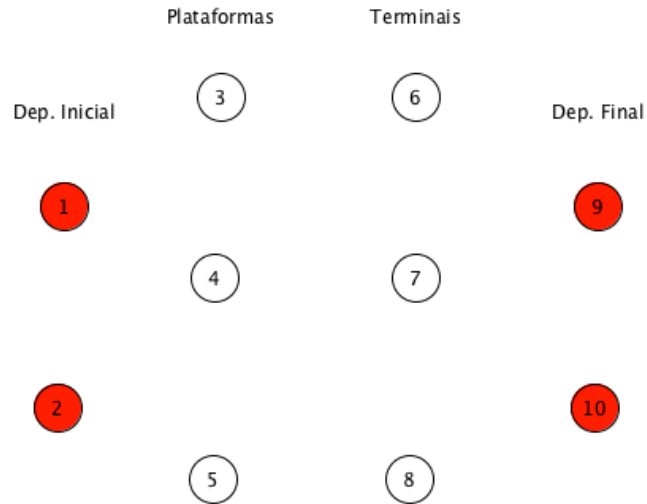 Plataformas
Terminais
3
6
Dep. Inicial
Dep. Final
1
9
4
7
2
10
5
8